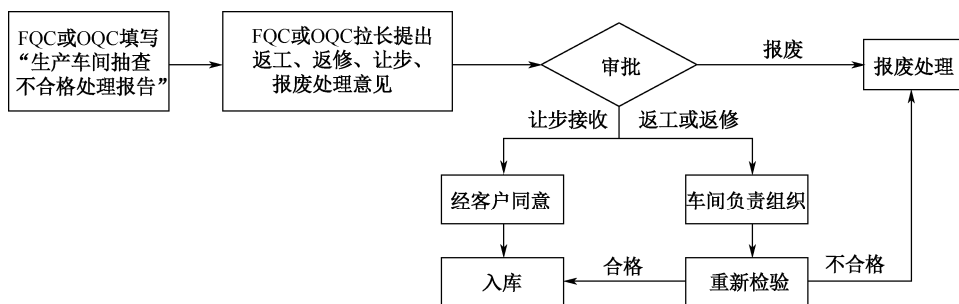 FQC或OQC填写
“生产车间抽查
不合格处理报告”
FQC或OQC拉长提出
返工、返修、让步、
报废处理意见
审批
报废
报废处理
让步接收
返工或返修
经客户同意
车间负责组织
入库
合格
重新检验
不合格